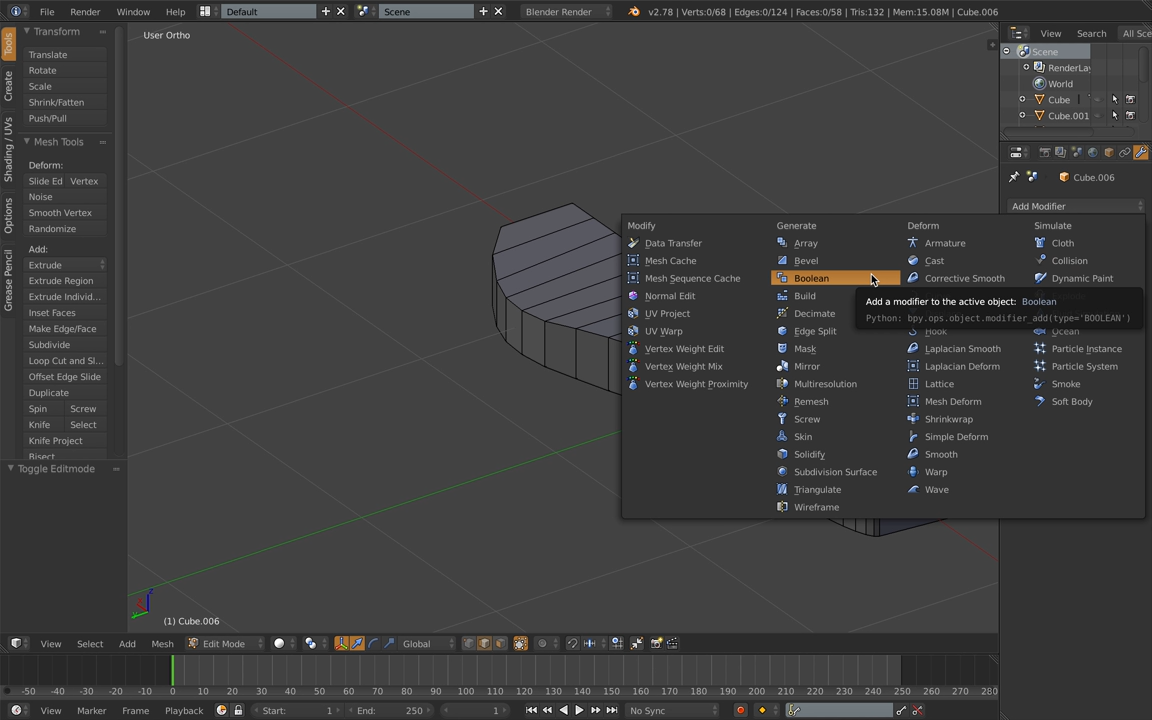 File Render Window Help Default Scene Blender Render v2.78 | Verts:0/68 | Edges:0/124 | Faces:0/58 | Tris:132 | Mem:15.08M | Cube.006
Tools
Create
Shading / UVs
Options
Grease Pencil
Transform
Translate
Rotate
Scale
Shrink/Fatten
Push/Pull
Mesh Tools
Deform:
Slide Ed Vertex
Noise
Smooth Vertex
Randomize
Add:
Extrude
Extrude Region
Extrude Individ...
Inset Faces
Make Edge/Face
Subdivide
Loop Cut and Sl...
Offset Edge Slide
Duplicate
Spin Screw
Knife Select
Knife Project
Bisect
Toggle Editmode
User Ortho
(1) Cube.006
View Search All Sce
Scene
RenderLay
World
Cube
Cube.001
Cube.006
Add Modifier
Modify
Data Transfer
Mesh Cache
Mesh Sequence Cache
Normal Edit
UV Project
UV Warp
Vertex Weight Edit
Vertex Weight Mix
Vertex Weight Proximity
Generate
Array
Bevel
Boolean
Build
Decimate
Edge Split
Mask
Mirror
Multiresolution
Remesh
Screw
Skin
Solidify
Subdivision Surface
Triangulate
Wireframe
Deform
Armature
Cast
Corrective Smooth
Hook
Laplacian Smooth
Laplacian Deform
Lattice
Mesh Deform
Shrinkwrap
Simple Deform
Smooth
Warp
Wave
Simulate
Cloth
Collision
Dynamic Paint
Ocean
Particle Instance
Particle System
Smoke
Soft Body
Add a modifier to the active object: Boolean
Python: bpy.ops.object.modifier_add(type='BOOLEAN')
z
View Select Add Mesh Edit Mode Global
-50 -40 -30 -20 -10 0 10 20 30 40 50 60 70 80 90 100 110 120 130 140 150 160 170 180 190 200 210 220 230 240 250 260 270 280
View Marker Frame Playback Start: 1 End: 250 1 No Sync